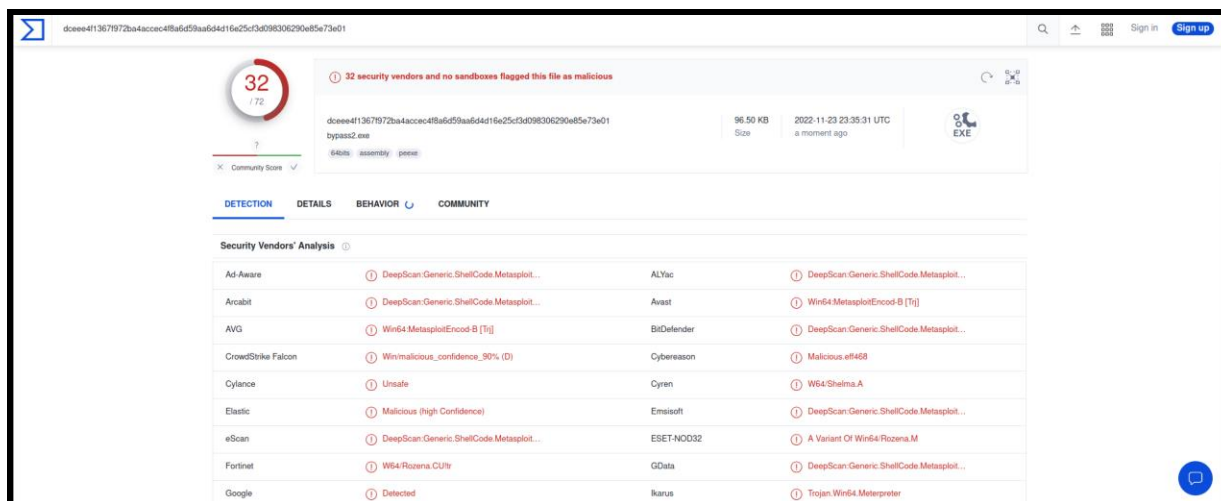 dceee4f1367f972ba4accec4f8a6d59aa6d4d16e25cf3d098306290e85e73e01
Sign in
Sign up
32
/ 72
?
Community Score
32 security vendors and no sandboxes flagged this file as malicious
dceee4f1367f972ba4accec4f8a6d59aa6d4d16e25cf3d098306290e85e73e01
bypass2.exe
64bits assembly peexe
96.50 KB
Size
2022-11-23 23:35:31 UTC
a moment ago
EXE
DETECTION DETAILS BEHAVIOR COMMUNITY
Security Vendors' Analysis
Ad-Aware DeepScan:Generic.ShellCode.Metasploit... ALYac DeepScan:Generic.ShellCode.Metasploit...
Arcabit DeepScan:Generic.ShellCode.Metasploit... Avast Win64:MetasploitEncod-B [Trj]
AVG Win64:MetasploitEncod-B [Trj] BitDefender DeepScan:Generic.ShellCode.Metasploit...
CrowdStrike Falcon Win/malicious_confidence_90% (D) Cybereason Malicious.eff468
Cylance Unsafe Cyren W64/Shelma.A
Elastic Malicious (high Confidence) Emsisoft DeepScan:Generic.ShellCode.Metasploit...
eScan DeepScan:Generic.ShellCode.Metasploit... ESET-NOD32 A Variant Of Win64/Rozena.M
Fortinet W64/Rozena.CU!tr GData DeepScan:Generic.ShellCode.Metasploit...
Google Detected Ikarus Trojan.Win64.Meterpreter